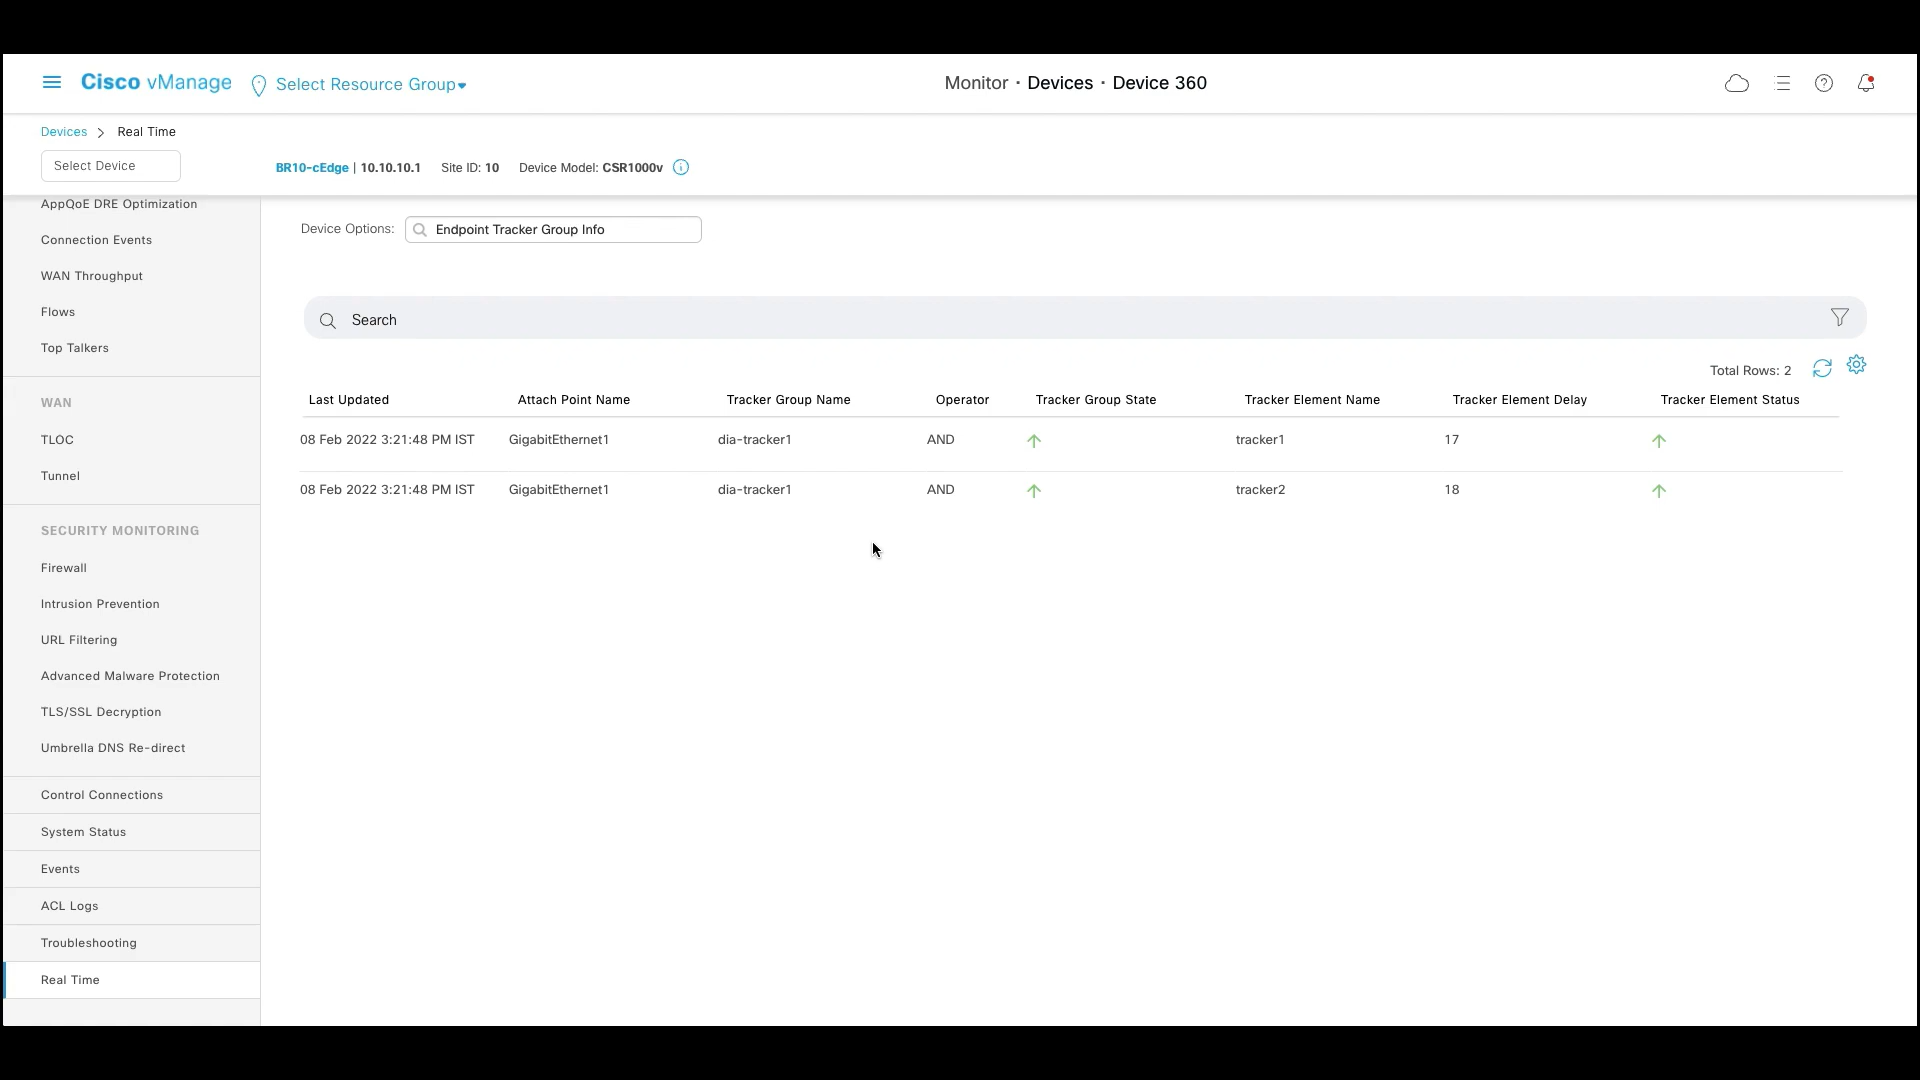 Cisco vManage
Select Resource Group
Monitor · Devices · Device 360
Devices > Real Time
Select Device
BR10-cEdge | 10.10.10.1 Site ID: 10 Device Model: CSR1000v
AppQoE DRE Optimization
Connection Events
WAN Throughput
Flows
Top Talkers
WAN
TLOC
Tunnel
SECURITY MONITORING
Firewall
Intrusion Prevention
URL Filtering
Advanced Malware Protection
TLS/SSL Decryption
Umbrella DNS Re-direct
Control Connections
System Status
Events
ACL Logs
Troubleshooting
Real Time
Device Options: Endpoint Tracker Group Info
Search
Total Rows: 2
Last Updated Attach Point Name Tracker Group Name Operator Tracker Group State Tracker Element Name Tracker Element Delay Tracker Element Status
08 Feb 2022 3:21:48 PM IST GigabitEthernet1 dia-tracker1 AND tracker1 17
08 Feb 2022 3:21:48 PM IST GigabitEthernet1 dia-tracker1 AND tracker2 18